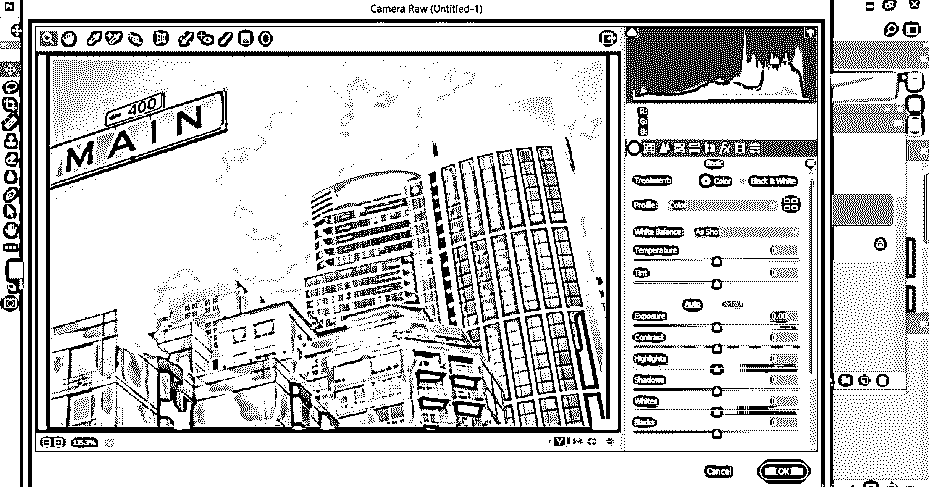 Camera Raw (Untitled-1)
400
MAIN
Treatment: Color Black & White
Profile: Color
White Balance: As Shot
Temperature
Tint
Auto
Exposure
Contrast
Highlights
Shadows
Whites
Blacks
Cancel OK